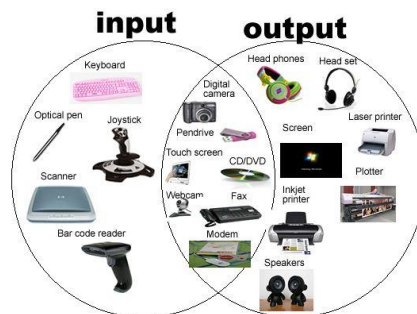 input
output
Keyboard
Optical pen
Joystick
Scanner
Bar code reader
Digital
camera
Pendrive
Touch screen
CD/DVD
Webcam
Fax
Modem
Head phones
Head set
Laser printer
Screen
Plotter
Inkjet
printer
Speakers